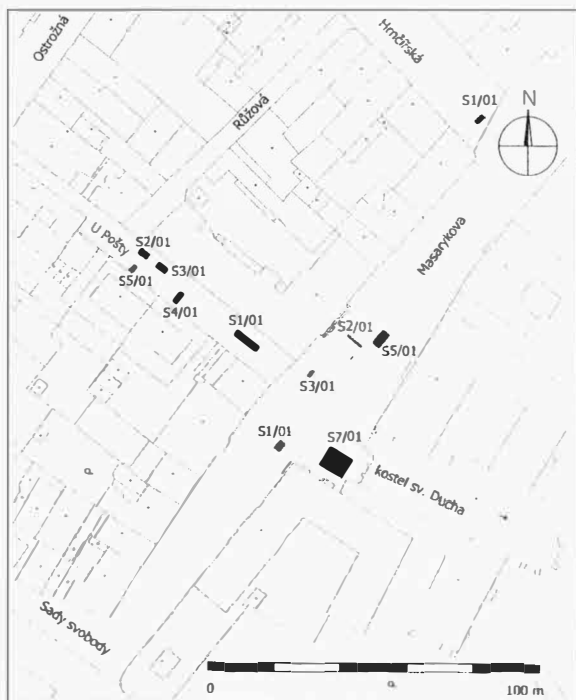 Ostrožná
Hrnčířská
S1/01
N
Růžová
Masarykova
U Pošty
S2/01
S3/01
S5/01
S4/01
S1/01
S2/01
S5/01
S3/01
S1/01
S7/01
kostel sv. Ducha
Sady svobody
0
100 m